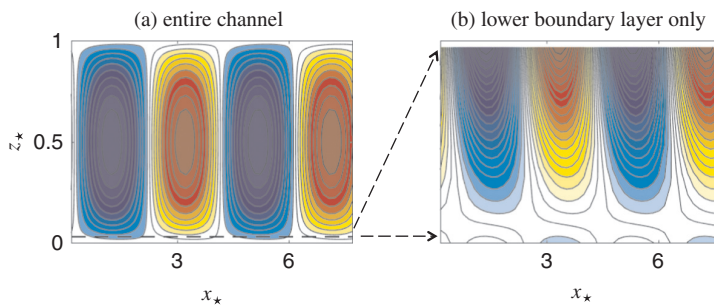 (a) entire channel
(b) lower boundary layer only
1
z⋆
0.5
0
3
6
x⋆
3
6
x⋆